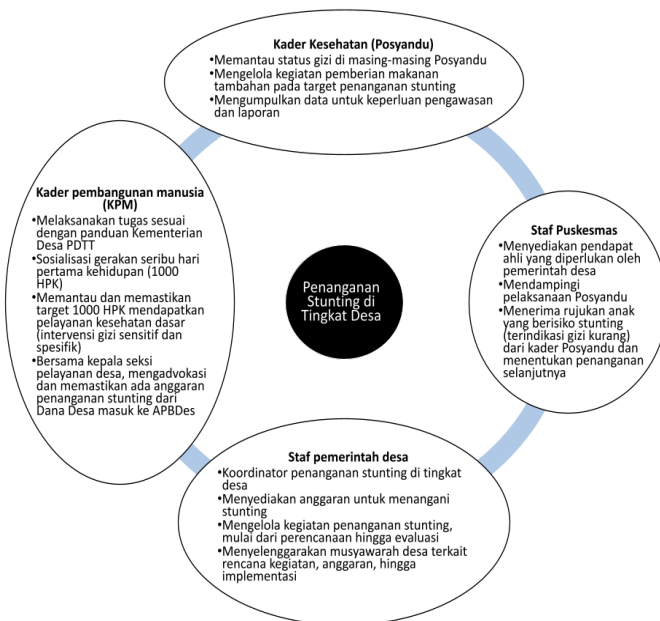 Kader Kesehatan (Posyandu)
•Memantau status gizi di masing-masing Posyandu
•Mengelola kegiatan pemberian makanan
tambahan pada target penanganan stunting
•Mengumpulkan data untuk keperluan pengawasan
dan laporan
Kader pembangunan manusia
(KPM)
•Melaksanakan tugas sesuai
dengan panduan Kementerian
Desa PDTT
•Sosialisasi gerakan seribu hari
pertama kehidupan (1000
HPK)
•Memantau dan memastikan
target 1000 HPK mendapatkan
pelayanan kesehatan dasar
(intervensi gizi sensitif dan
spesifik)
•Bersama kepala seksi
pelayanan desa, mengadvokasi
dan memastikan ada anggaran
penanganan stunting dari
Dana Desa masuk ke APBDes
Penanganan
Stunting di
Tingkat Desa
Staf Puskesmas
•Menyediakan pendapat
ahli yang diperlukan oleh
pemerintah desa
•Mendampingi
pelaksanaan Posyandu
•Menerima rujukan anak
yang berisiko stunting
(terindikasi gizi kurang)
dari kader Posyandu dan
menentukan penanganan
selanjutnya
Staf pemerintah desa
•Koordinator penanganan stunting di tingkat
desa
•Menyediakan anggaran untuk menangani
stunting
•Mengelola kegiatan penanganan stunting,
mulai dari perencanaan hingga evaluasi
•Menyelenggarakan musyawarah desa terkait
rencana kegiatan, anggaran, hingga
implementasi